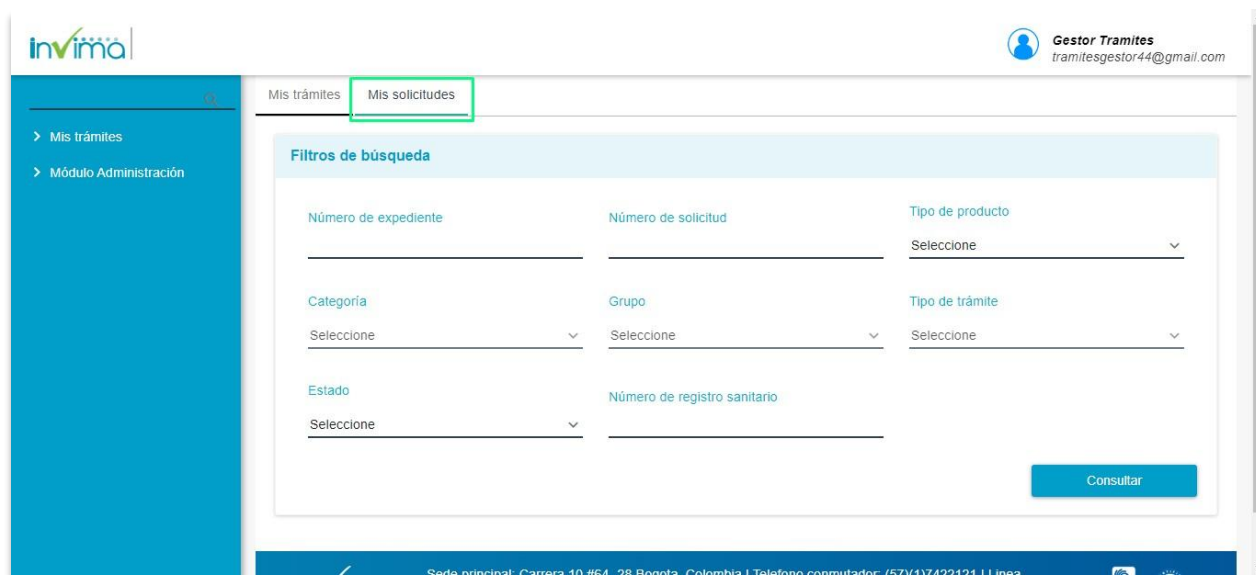 invima
Gestor Tramites
tramitesgestor44@gmail.com
Mis trámites
Mis solicitudes
Mis trámites
Módulo Administración
Filtros de búsqueda
Número de expediente
Número de solicitud
Tipo de producto
Seleccione
Categoría
Grupo
Tipo de trámite
Seleccione
Seleccione
Seleccione
Estado
Número de registro sanitario
Seleccione
Consultar
Sede principal: Carrera 10 #64 28 Bogota, Colombia | Telefono conmutador: (57)(1)7422121 | Linea